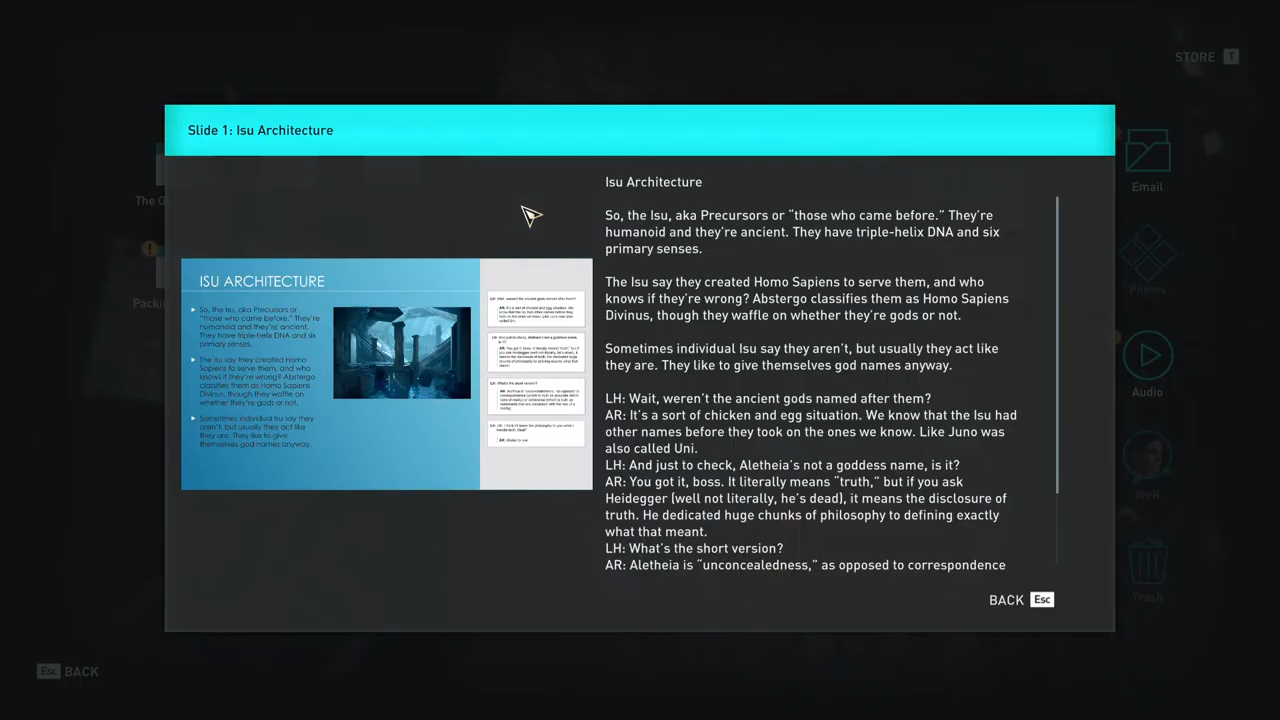 STORE T
Slide 1: Isu Architecture
Isu Architecture
So, the Isu, aka Precursors or “those who came before.” They're
humanoid and they're ancient. They have triple-helix DNA and six
primary senses.
The Isu say they created Homo Sapiens to serve them, and who
knows if they're wrong? Abstergo classifies them as Homo Sapians
Divinus, though they waffle on whether they're gods or not.
Sometimes individual Isu say they aren't, but usually they act like
they are. They like to give themselves god names anyway.
LH: Wait, weren't the ancient gods named after them?
AR: It's a sort of chicken and egg situation. We know that the Isu had
other names before they took on the ones we know. Like Juno was
also called Uni.
LH: And just to check, Aletheia's not a goddess name, is it?
AR: You got it, boss. It literally means “truth,” but if you ask
Heidegger (well not literally, he's dead), it means the disclosure of
truth. He dedicated huge chunks of philosophy to defining exactly
what that meant.
LH: What's the short version?
AR: Aletheia is “unconcealedness,” as opposed to correspondence
ISU ARCHITECTURE
So, the Isu, aka Precursors or
“those who came before.” They're
humanoid and they're ancient.
They have triple-helix DNA and six
primary senses.
The Isu say they created Homo
Sapiens to serve them, and who
knows if they're wrong? Abstergo
classifies them as Homo Sapiens
Divinus, though they waffle on
whether they're gods or not.
Sometimes individual Isu say they
aren't, but usually they act like
they are. They like to give
themselves god names anyway.
Email
Photos
Audio
WeR
Trash
The
BACK Esc
Esc BACK